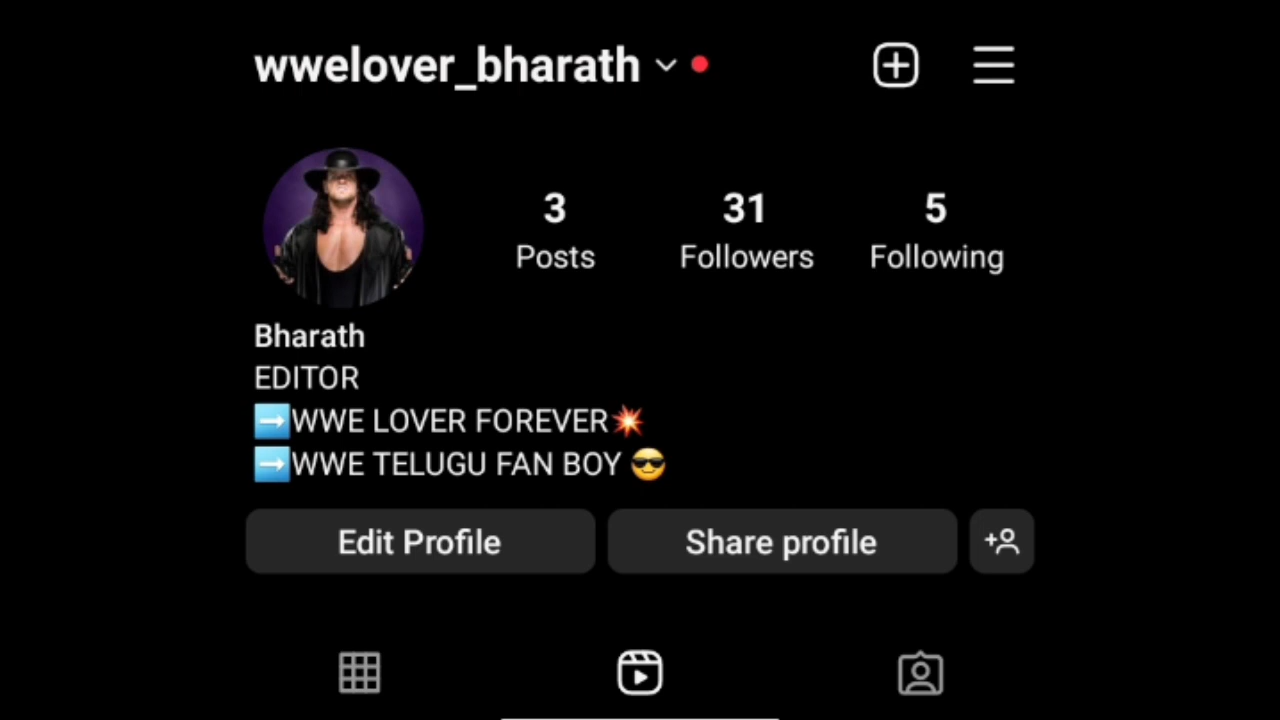 wwelover_bharath
3 31 5
Posts Followers Following
Bharath
EDITOR
➡️WWE LOVER FOREVER💥
➡️WWE TELUGU FAN BOY 😎
Edit Profile Share profile